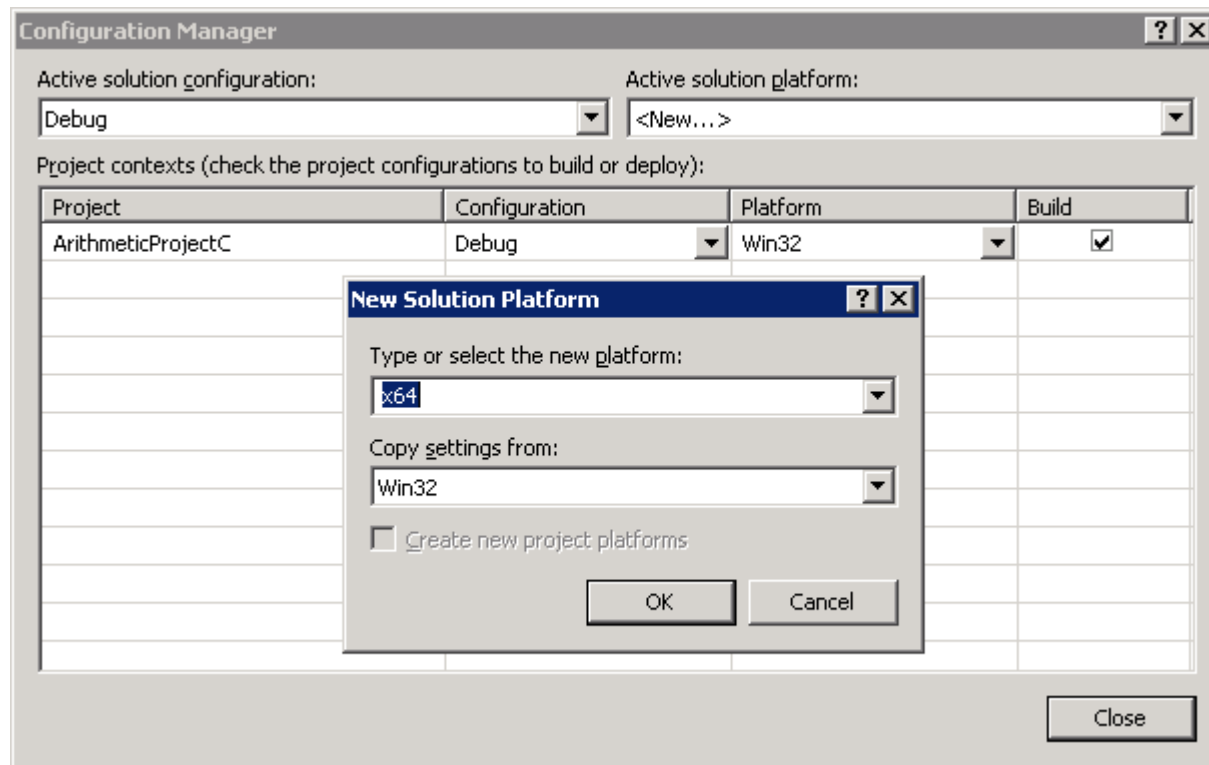 Configuration Manager
Active solution configuration: Active solution platform:
Debug <New...>
Project contexts (check the project configurations to build or deploy):
Project Configuration Platform Build
ArithmeticProjectC Debug Win32
New Solution Platform
Type or select the new platform:
x64
Copy settings from:
Win32
Create new project platforms
OK Cancel
Close